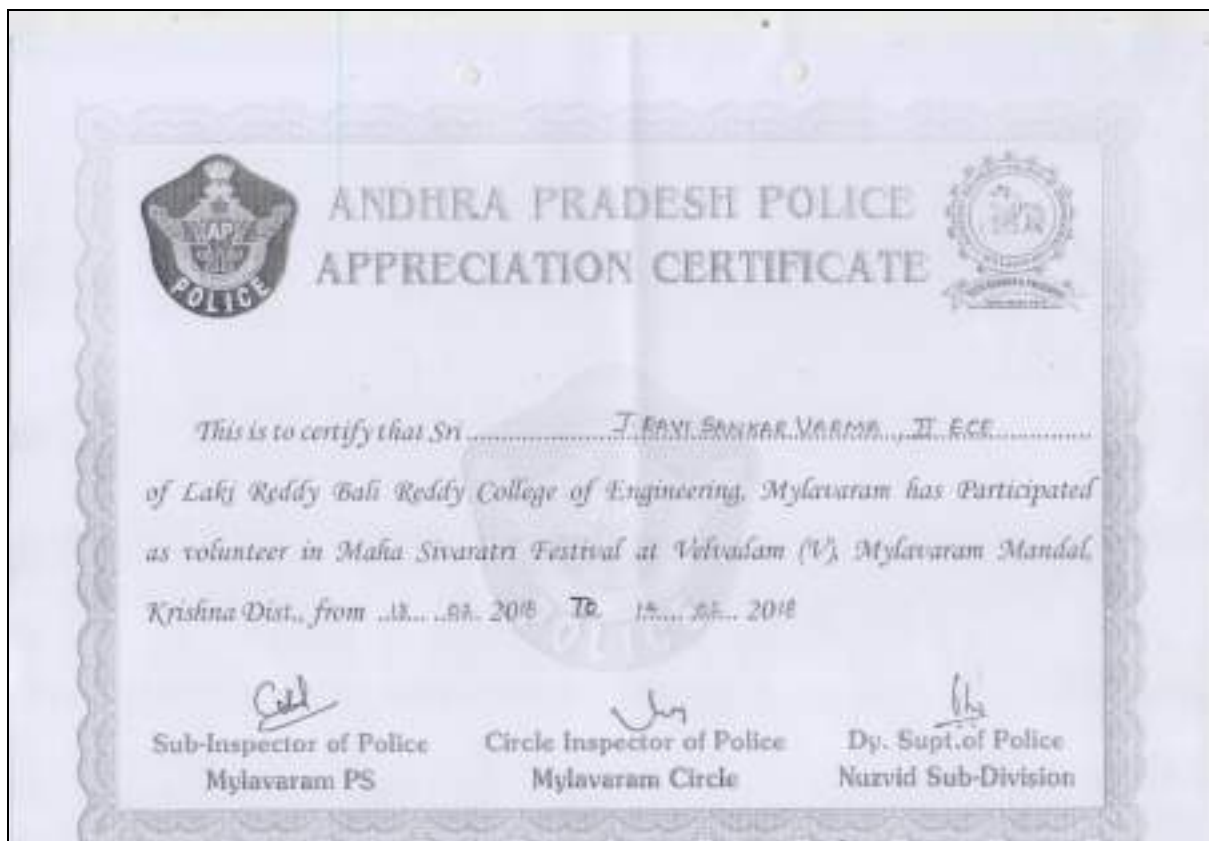 ANDHRA PRADESH POLICE
APPRECIATION CERTIFICATE
AP
POLICE
This is to certify that Sri ..................... J RAVI SANKAR VARMA, II ECE ..............
of Laki Reddy Bali Reddy College of Engineering, Mylavaram has Participated
as volunteer in Maha Sivaratri Festival at Velvadam (V), Mylavaram Mandal,
Krishna Dist., from ..13.... ..02.. 2018 TO 2018
POLICE
Sub-Inspector of Police
Mylavaram PS
Circle Inspector of Police
Mylavaram Circle
Dy. Supt.of Police
Nuzvid Sub-Division